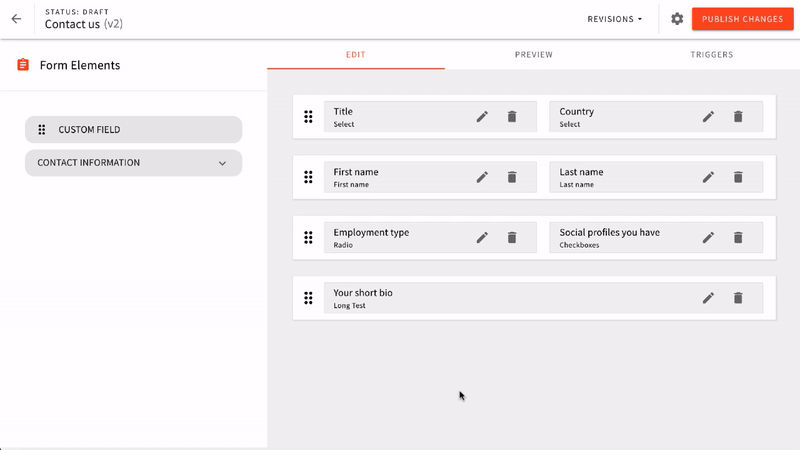 STATUS: DRAFT
Contact us (v2)
REVISIONS
PUBLISH CHANGES
Form Elements
EDIT
PREVIEW
TRIGGERS
CUSTOM FIELD
CONTACT INFORMATION
Title
Select
Country
Select
First name
First name
Last name
Last name
Employment type
Radio
Social profiles you have
Checkboxes
Your short bio
Long Test